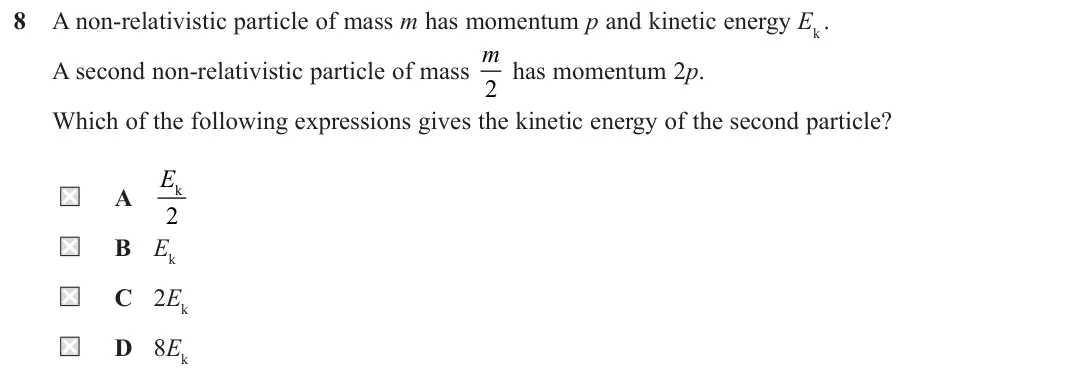 8 A non-relativistic particle of mass m has momentum p and kinetic energy Eₖ.
A second non-relativistic particle of mass m/2 has momentum 2p.
Which of the following expressions gives the kinetic energy of the second particle?
A Eₖ/2
B Eₖ
C 2Eₖ
D 8Eₖ